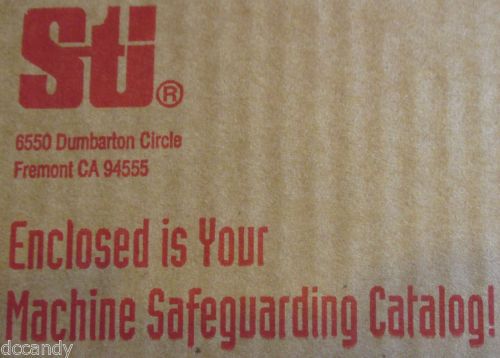 Sti®
6550 Dumbarton Circle
Fremont CA 94555
Enclosed is Your
Machine Safeguarding Catalog!
dccandy